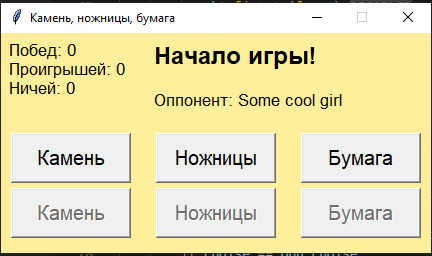 Камень, ножницы, бумага
Побед: 0
Проигрышей: 0
Ничей: 0
Начало игры!
Оппонент: Some cool girl
Камень Ножницы Бумага
Камень Ножницы Бумага